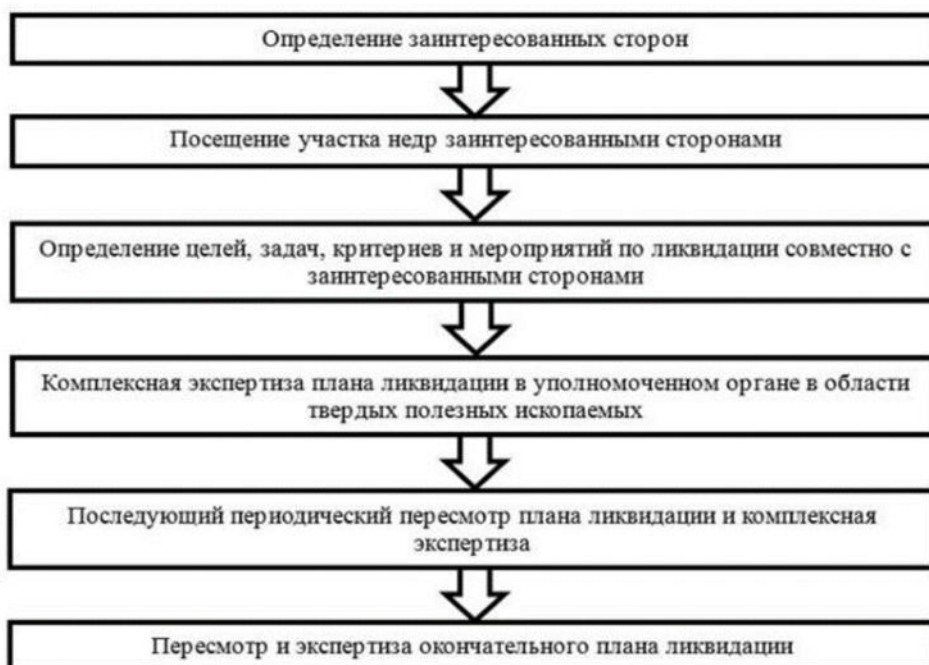 Определение заинтересованных сторон
Посещение участка недр заинтересованными сторонами
Определение целей, задач, критериев и мероприятий по ликвидации совместно с
заинтересованными сторонами
Комплексная экспертиза плана ликвидации в уполномоченном органе в области
твердых полезных ископаемых
Последующий периодический пересмотр плана ликвидации и комплексная
экспертиза
Пересмотр и экспертиза окончательного плана ликвидации